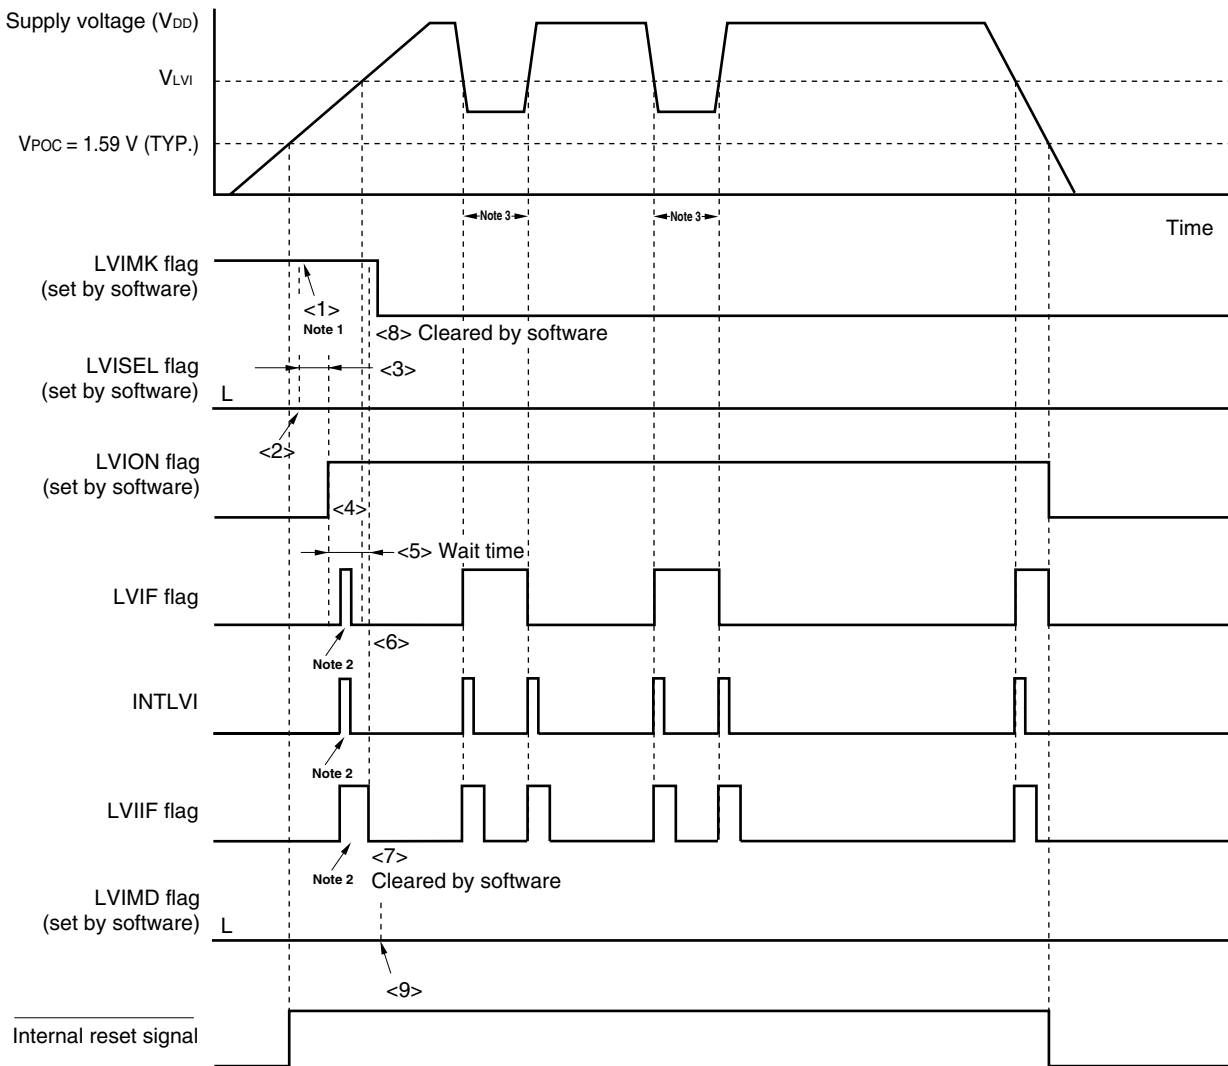 Supply voltage (VDD)
VLVI
VPOC = 1.59 V (TYP.)
Note 3
Note 3
Time
LVIMK flag
(set by software)
<1>
Note 1
<8> Cleared by software
LVISEL flag
(set by software)
L
<3>
<2>
LVION flag
(set by software)
<4>
<5> Wait time
LVIF flag
<6>
Note 2
INTLVI
Note 2
LVIIF flag
<7>
Note 2
Cleared by software
LVIMD flag
(set by software)
L
<9>
Internal reset signal